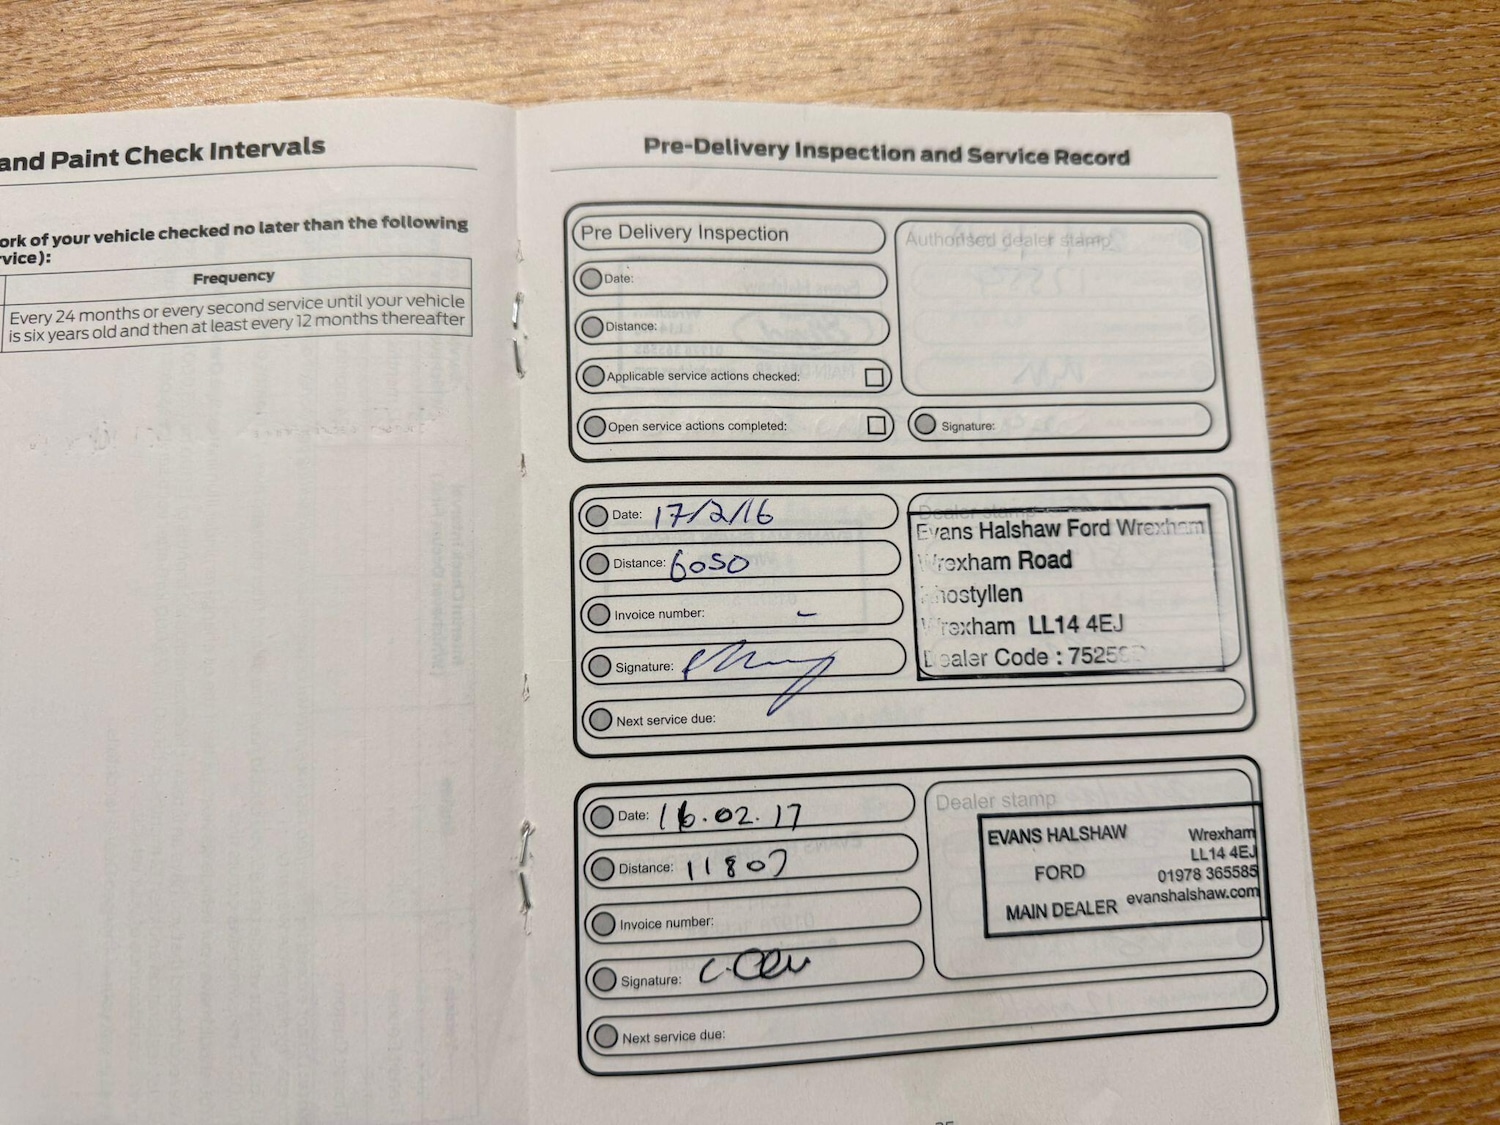 and Paint Check Intervals
ork of your vehicle checked no later than the following
vice):
Frequency
Every 24 months or every second service until your vehicle
is six years old and then at least every 12 months thereafter
Pre-Delivery Inspection and Service Record
Pre Delivery Inspection
Authorised dealer stamp
Date:
Distance:
Applicable service actions checked:
Open service actions completed:
Signature:
Date: 17/2/16
Distance: 6050
Invoice number: -
Signature:
Next service due:
Dealer stamp
Evans Halshaw Ford Wrexham
Wrexham Road
Rhostyllen
Wrexham LL14 4EJ
Dealer Code : 7525
Date: 16.02.17
Distance: 11807
Invoice number:
Signature:
Next service due:
Dealer stamp
EVANS HALSHAW
FORD
MAIN DEALER
Wrexham
LL14 4EJ
01978 365585
evanshalshaw.com